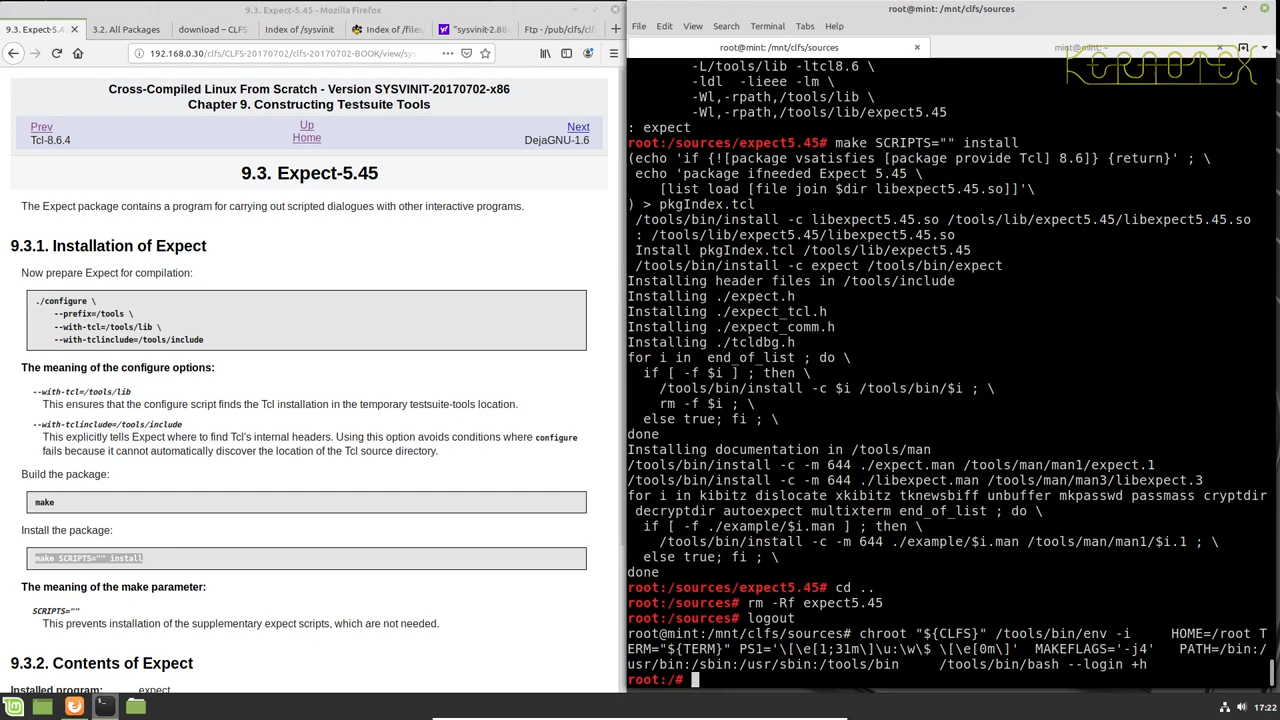 9.3. Expect-5.45 - Mozilla Firefox
9.3. Expect-5.45
3.2. All Packages
download – CLFS
Index of /sysvinit
Index of /files/
"sysvinit-2.88
Ftp - /pub/clfs/
192.168.0.30/clfs/CLFS-20170702/clfs-20170702-BOOK/view/sy
Cross-Compiled Linux From Scratch - Version SYSVINIT-20170702-x86
Chapter 9. Constructing Testsuite Tools
Prev
Up
Next
Tcl-8.6.4
Home
DejaGNU-1.6
9.3. Expect-5.45
The Expect package contains a program for carrying out scripted dialogues with other interactive programs.
9.3.1. Installation of Expect
Now prepare Expect for compilation:
./configure \
--prefix=/tools \
--with-tcl=/tools/lib \
--with-tclinclude=/tools/include
The meaning of the configure options:
--with-tcl=/tools/lib
This ensures that the configure script finds the Tcl installation in the temporary testsuite-tools location.
--with-tclinclude=/tools/include
This explicitly tells Expect where to find Tcl's internal headers. Using this option avoids conditions where configure
fails because it cannot automatically discover the location of the Tcl source directory.
Build the package:
make
Install the package:
make SCRIPTS="" install
The meaning of the make parameter:
SCRIPTS=""
This prevents installation of the supplementary expect scripts, which are not needed.
9.3.2. Contents of Expect
Installed program: expect
root@mint: /mnt/clfs/sources
File Edit View Search Terminal Tabs Help
root@mint: /mnt/clfs/sources
root@mint: ~
KERNOTEX
-L/tools/lib -ltcl8.6 \
-ldl  -lieee -lm \
-Wl,-rpath,/tools/lib \
-Wl,-rpath,/tools/lib/expect5.45
: expect
root:/sources/expect5.45# make SCRIPTS="" install
(echo 'if {![package vsatisfies [package provide Tcl] 8.6]} {return}' ; \
echo 'package ifneeded Expect 5.45 \
[list load [file join $dir libexpect5.45.so]]'\
) > pkgIndex.tcl
/tools/bin/install -c libexpect5.45.so /tools/lib/expect5.45/libexpect5.45.so
: /tools/lib/expect5.45/libexpect5.45.so
Install pkgIndex.tcl /tools/lib/expect5.45
/tools/bin/install -c expect /tools/bin/expect
Installing header files in /tools/include
Installing ./expect.h
Installing ./expect_tcl.h
Installing ./expect_comm.h
Installing ./tcldbg.h
for i in  end_of_list ; do \
if [ -f $i ] ; then \
/tools/bin/install -c $i /tools/bin/$i ; \
rm -f $i ; \
else true; fi ; \
done
Installing documentation in /tools/man
/tools/bin/install -c -m 644 ./expect.man /tools/man/man1/expect.1
/tools/bin/install -c -m 644 ./libexpect.man /tools/man/man3/libexpect.3
for i in kibitz dislocate xkibitz tknewsbiff unbuffer mkpasswd passmass cryptdir
decryptdir autoexpect multixterm end_of_list ; do \
if [ -f ./example/$i.man ] ; then \
/tools/bin/install -c -m 644 ./example/$i.man /tools/man/man1/$i.1 ; \
else true; fi ; \
done
root:/sources/expect5.45# cd ..
root:/sources# rm -Rf expect5.45
root:/sources# logout
root@mint:/mnt/clfs/sources# chroot "${CLFS}" /tools/bin/env -i     HOME=/root T
ERM="${TERM}" PS1='\[\e[1;31m\]\u:\w\$ \[\e[0m\]'  MAKEFLAGS='-j4'   PATH=/bin:/
usr/bin:/sbin:/usr/sbin:/tools/bin     /tools/bin/bash --login +h
root:/#
17:22